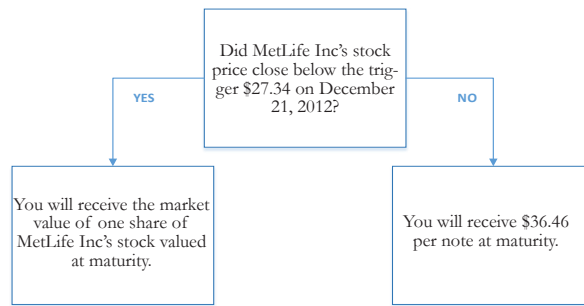 Did MetLife Inc's stock
price close below the trig-
ger $27.34 on December
21, 2012?
YES
NO
You will receive the market
value of one share of
MetLife Inc's stock valued
at maturity.
You will receive $36.46
per note at maturity.